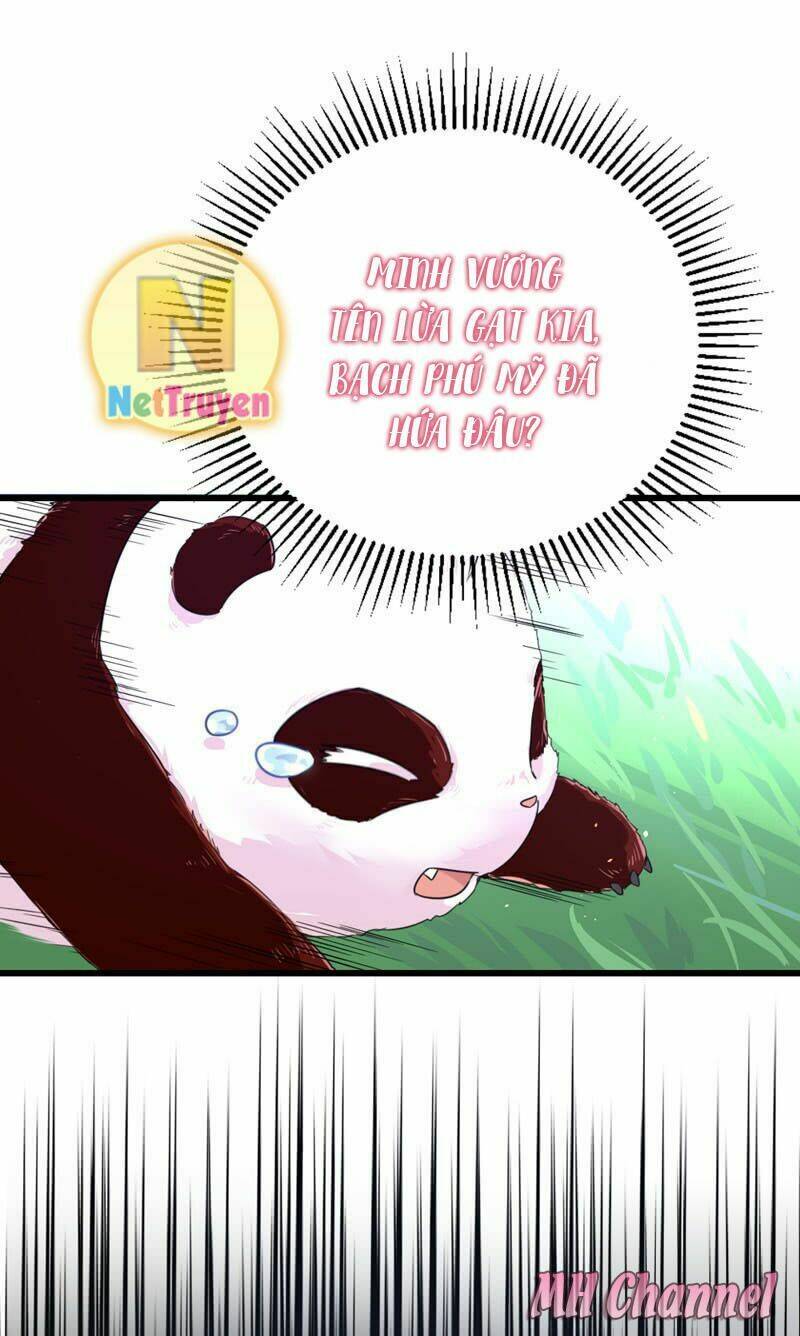 MINH VƯƠNG
TÊN LỪA GẠT KIA,
BẠCH PHÚ MỸ ĐÃ
HỨA ĐÂU?
N
NetTruyen
MH Channel